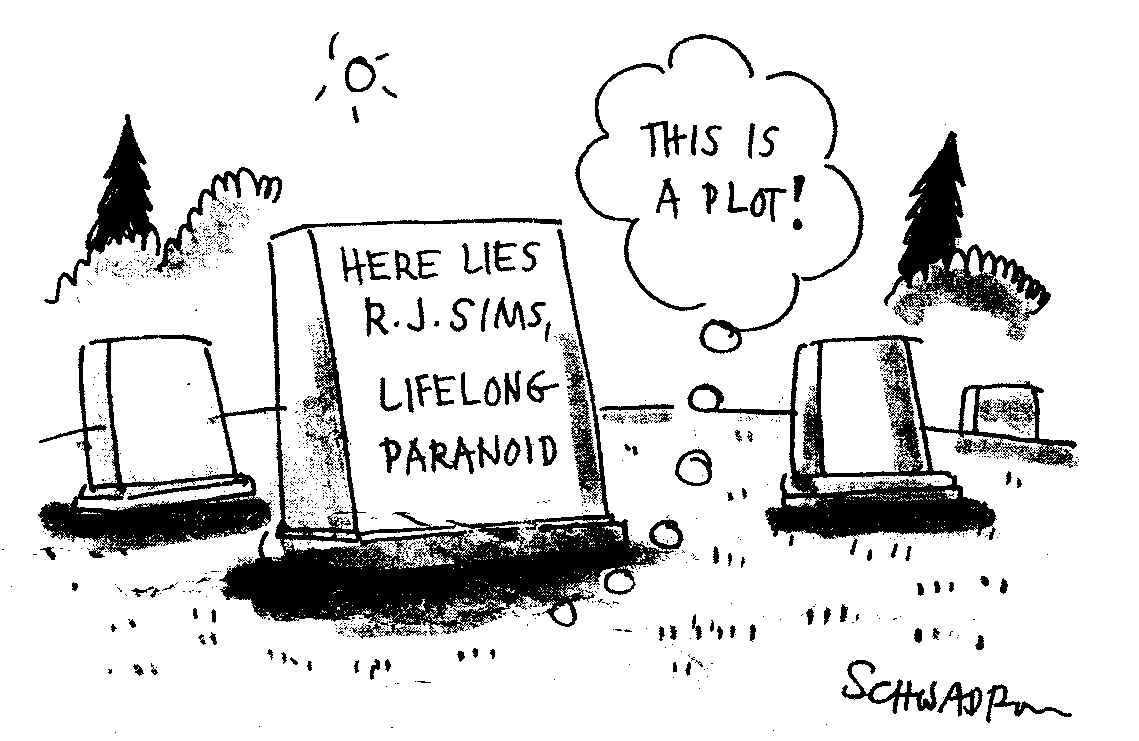 THIS IS
A PLOT!
HERE LIES
R.J. SIMS,
LIFELONG
PARANOID
SCHWADRON